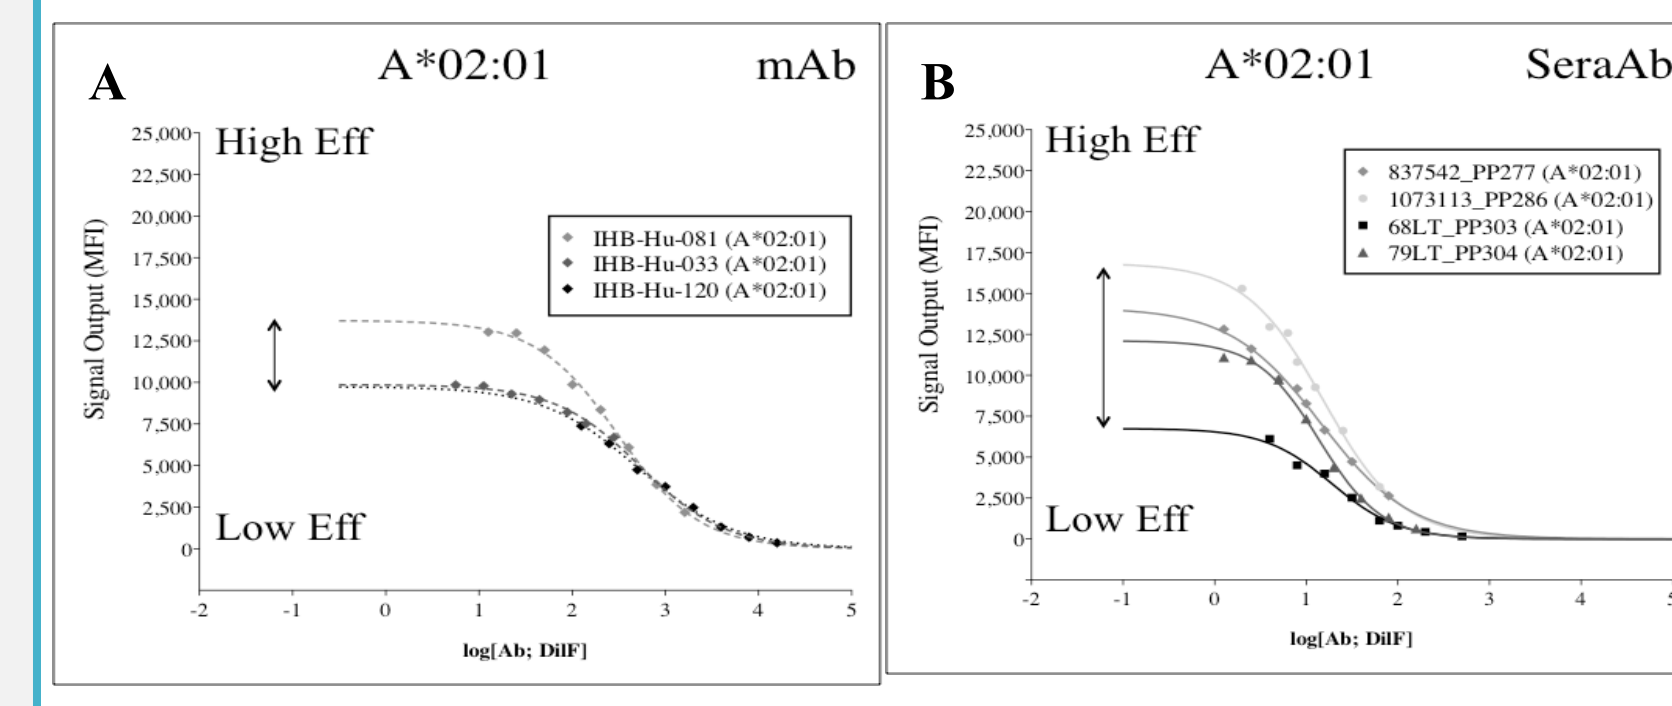 A
A*02:01
mAb
High Eff
25,000
22,500
20,000
17,500
15,000
12,500
10,000
7,500
5,000
2,500
0
Signal Output (MFI)
IHB-Hu-081 (A*02:01)
IHB-Hu-033 (A*02:01)
IHB-Hu-120 (A*02:01)
Low Eff
-2 -1 0 1 2 3 4 5
log[Ab; DilF]
B
A*02:01
SeraAb
High Eff
25,000
22,500
20,000
17,500
15,000
12,500
10,000
7,500
5,000
2,500
0
Signal Output (MFI)
837542_PP277 (A*02:01)
1073113_PP286 (A*02:01)
68LT_PP303 (A*02:01)
79LT_PP304 (A*02:01)
Low Eff
-2 -1 0 1 2 3 4
log[Ab; DilF]